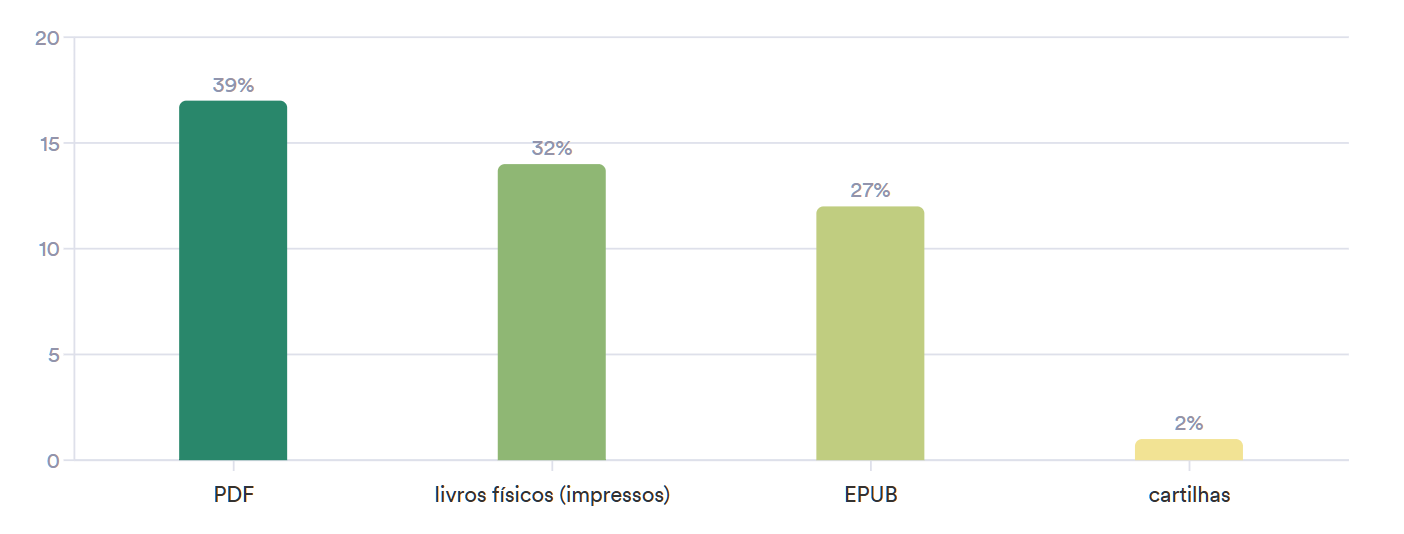 20
39%
15
32%
27%
10
5
2%
0
PDF
livros físicos (impressos)
EPUB
cartilhas